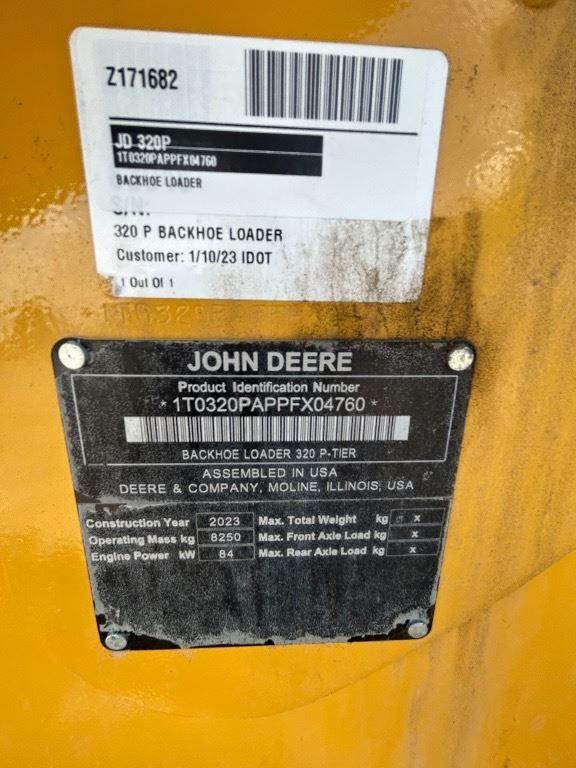 Z171682
JD 320P
1T0320PAPPFX04760
BACKHOE LOADER
S/N:
320 P BACKHOE LOADER
Customer: 1/10/23 IDOT
1 Out Of 1
JOHN DEERE
Product Identification Number
* 1T0320PAPPFX04760 *
BACKHOE LOADER 320 P-TIER
ASSEMBLED IN USA
DEERE & COMPANY, MOLINE, ILLINOIS, USA
Construction Year 2023 Max. Total Weight kg x
Operating Mass kg 8250 Max. Front Axle Load kg x
Engine Power kW 84 Max. Rear Axle Load kg x